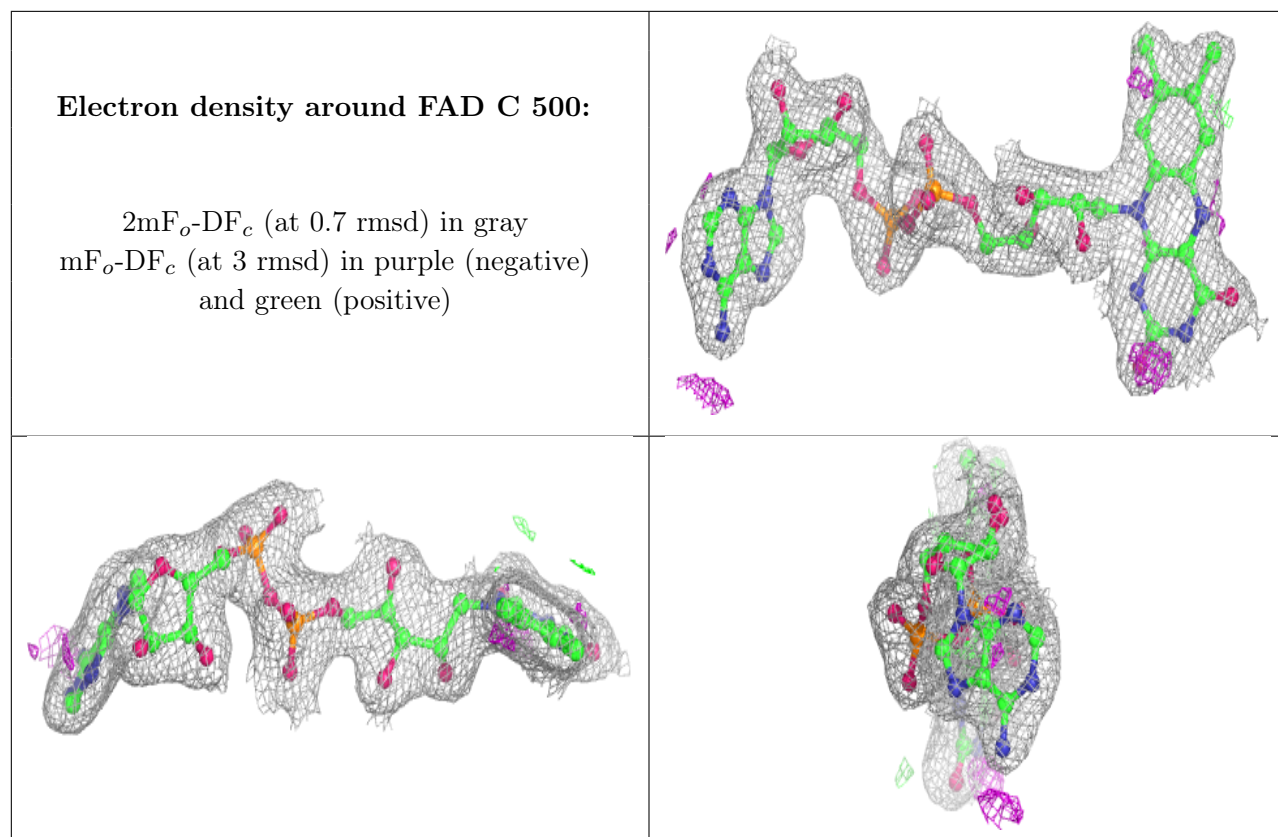 Electron density around FAD C 500:
2mFo-DFc (at 0.7 rmsd) in gray
mFo-DFc (at 3 rmsd) in purple (negative)
and green (positive)